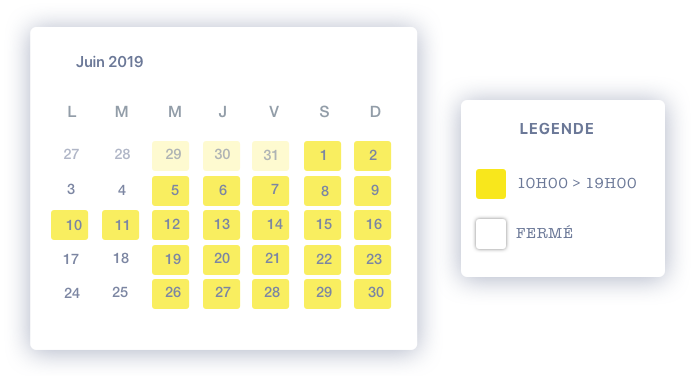 Juin 2019
L M M J V S D
27 28 29 30 31 1 2
3 4 5 6 7 8 9
10 11 12 13 14 15 16
17 18 19 20 21 22 23
24 25 26 27 28 29 30
LEGENDE
10H00 > 19H00
FERMÉ